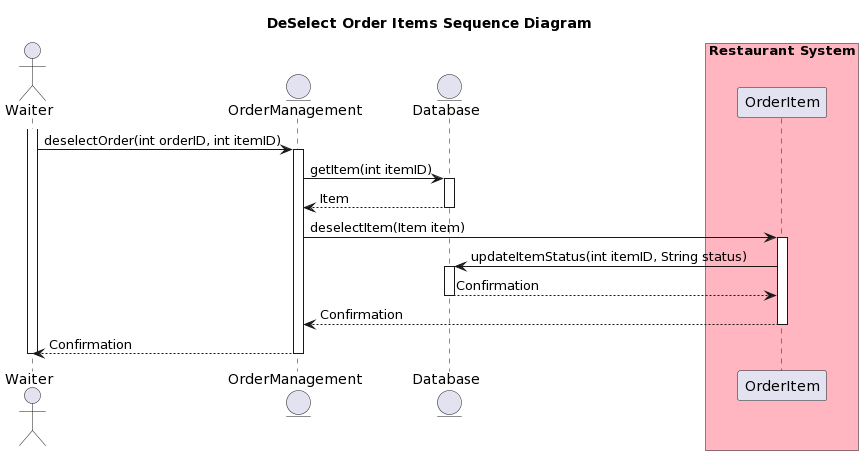 DeSelect Order Items Sequence Diagram
Restaurant System
Waiter
OrderManagement
Database
OrderItem
deselectOrder(int orderID, int itemID)
getItem(int itemID)
Item
deselectItem(Item item)
updateItemStatus(int itemID, String status)
Confirmation
Confirmation
Confirmation
Waiter
OrderManagement
Database
OrderItem